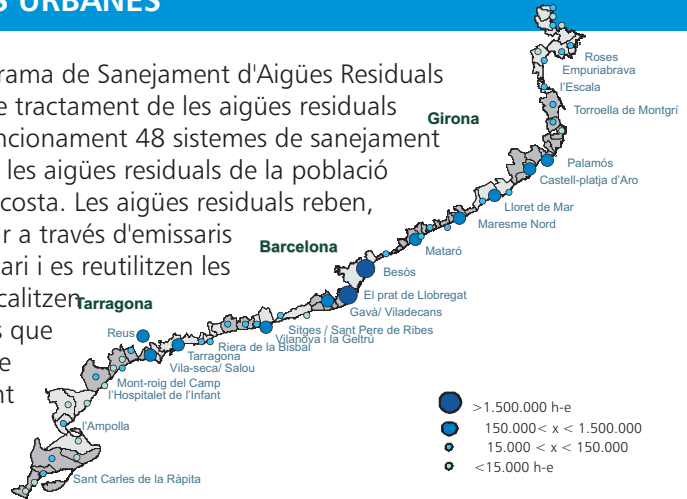 S URBANES
rama de Sanejament d'Aigües Residuals
e tractament de les aigües residuals
ncionament 48 sistemes de sanejament
les aigües residuals de la població
costa. Les aigües residuals reben,
r a través d'emissaris
ari i es reutilitzen les
calitzen
s que
e
nt
Girona
Barcelona
Tarragona
Roses
Empuriabrava
l'Escala
Torroella de Montgrí
Palamós
Castell-platja d'Aro
Lloret de Mar
Maresme Nord
Mataró
Besòs
El prat de Llobregat
Gavà/ Viladecans
Sitges / Sant Pere de Ribes
Vilanova i la Geltrú
Riera de la Bisbal
Reus
Tarragona
Vila-seca/ Salou
Mont-roig del Camp
l'Hospitalet de l'Infant
l'Ampolla
Sant Carles de la Ràpita
>1.500.000 h-e
150.000< x < 1.500.000
15.000 < x < 150.000
<15.000 h-e